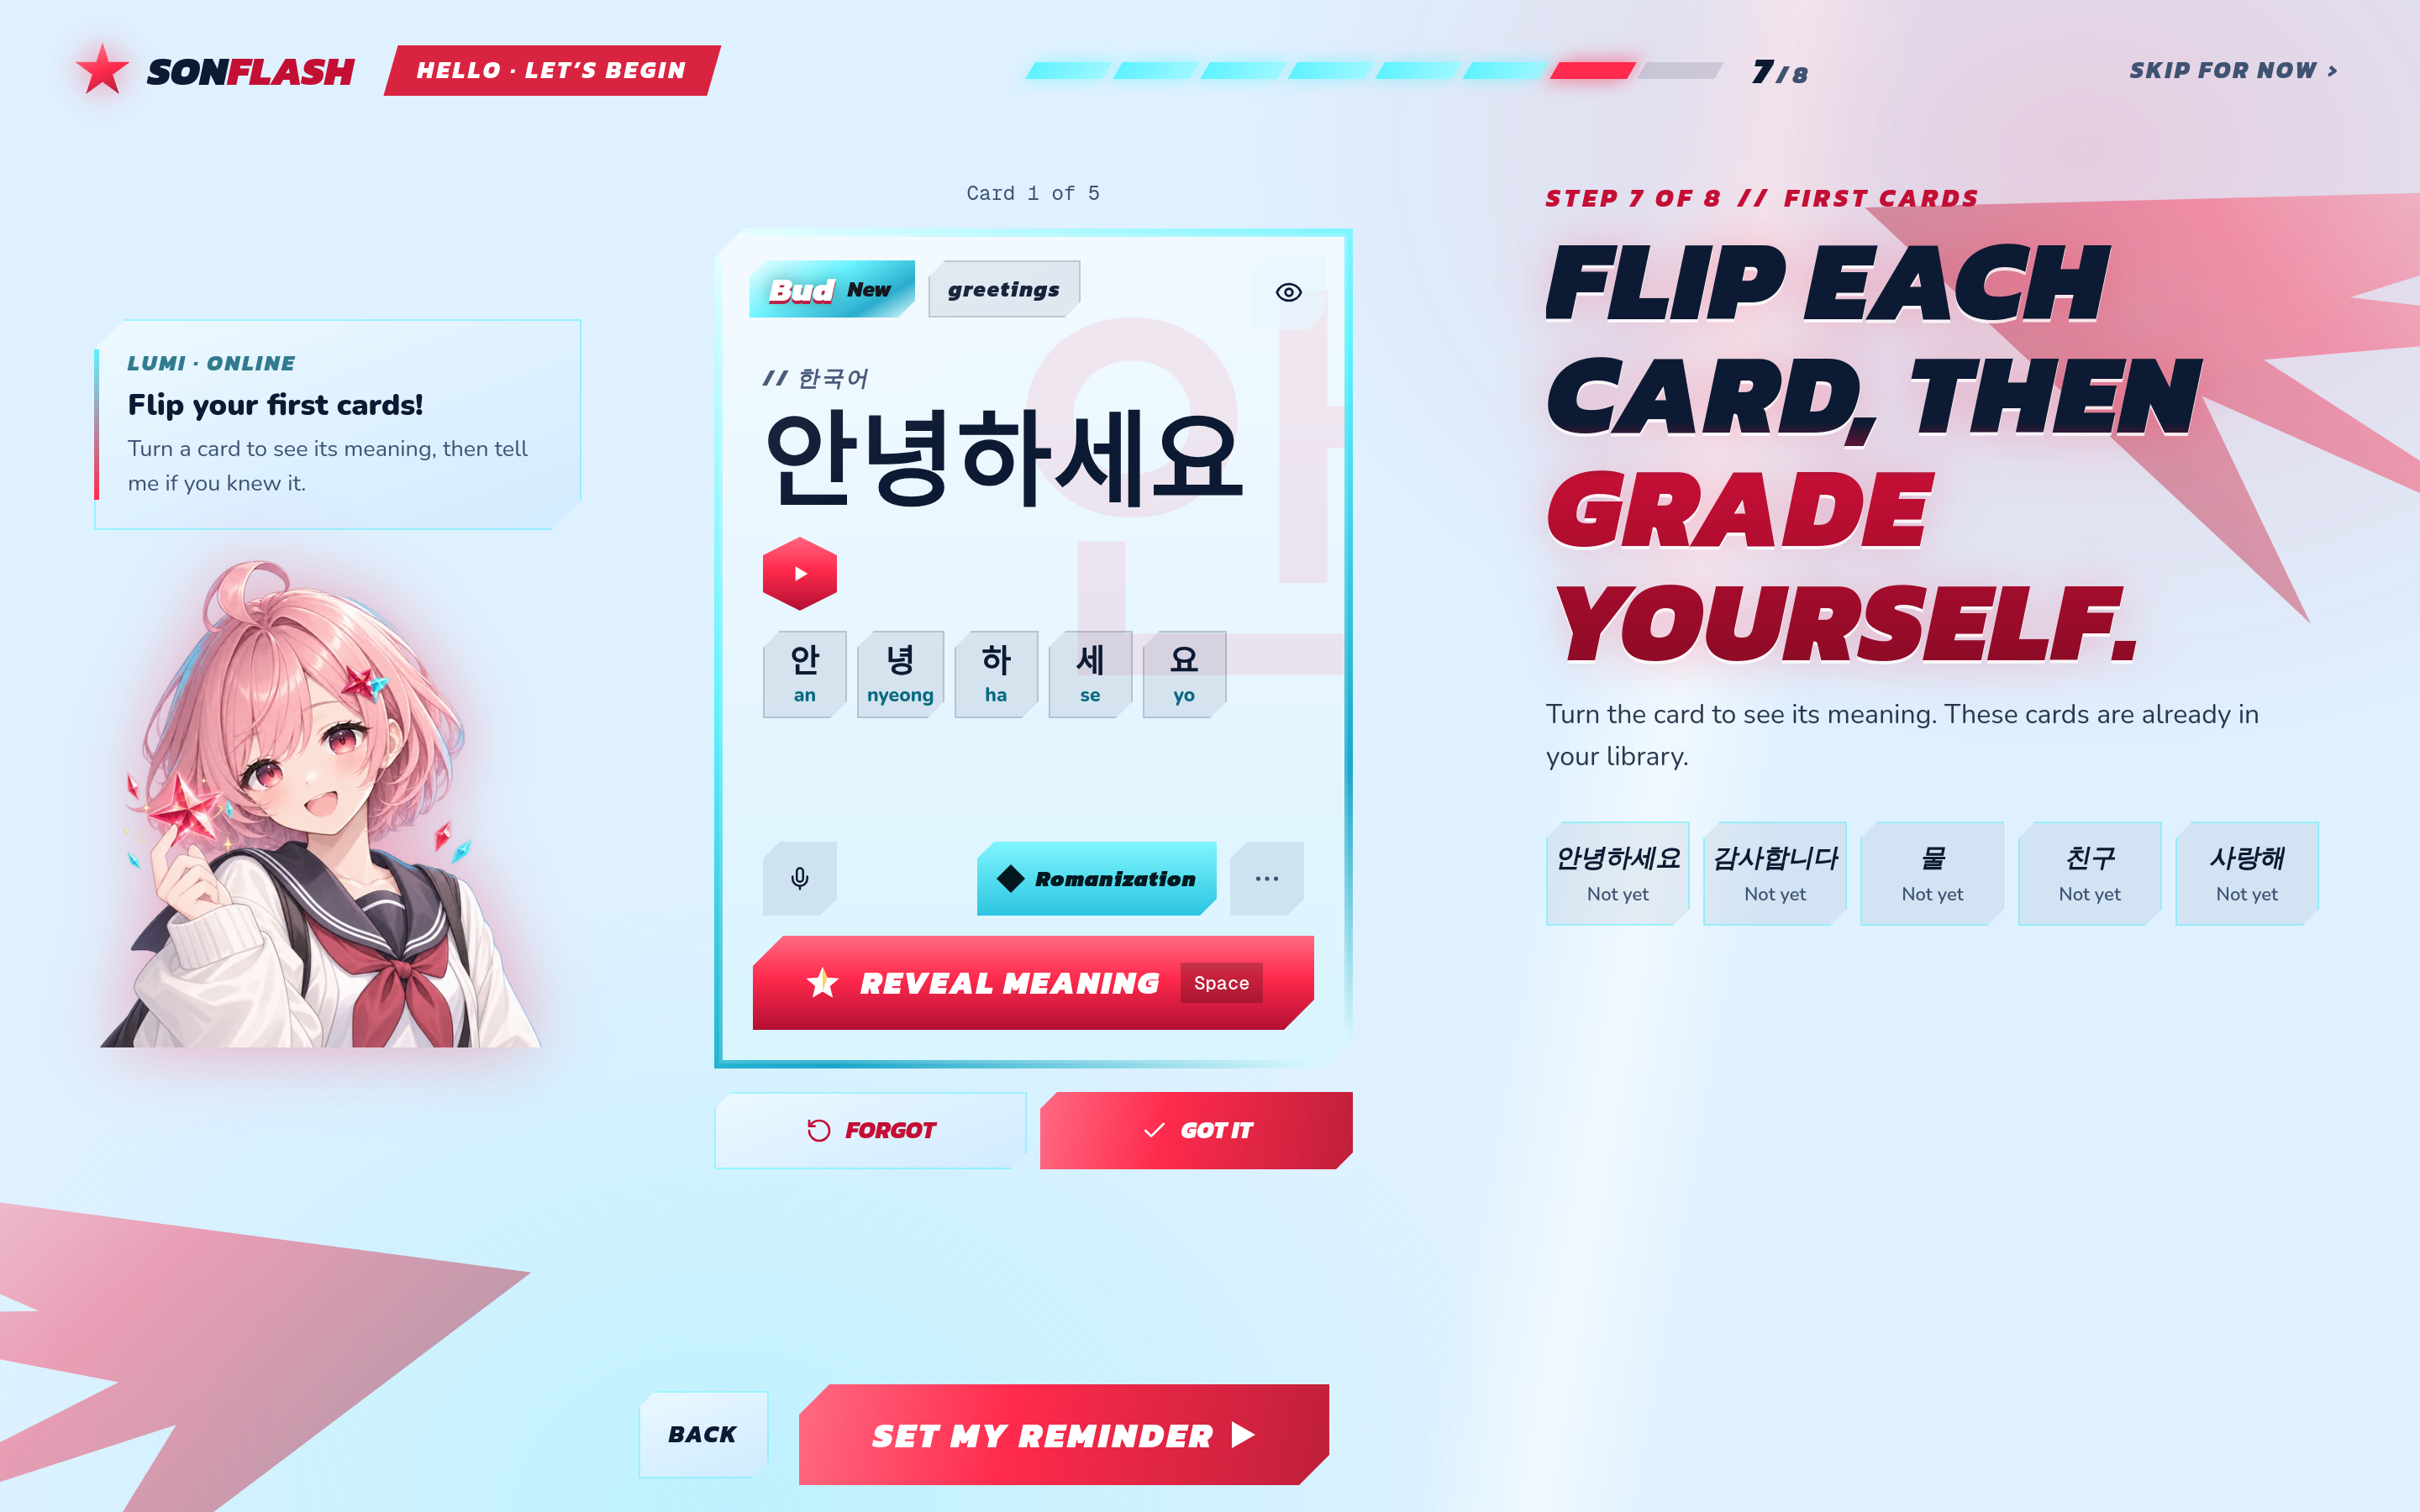 SONFLASH
HELLO · LET'S BEGIN
7 / 8
SKIP FOR NOW ›
LUMI · ONLINE
Flip your first cards!
Turn a card to see its meaning, then tell
me if you knew it.
Card 1 of 5
Bud New
greetings
// 한국어
안녕하세요
안
안 녕 하 세 요
an nyeong ha se yo
Romanization
REVEAL MEANING Space
FORGOT
GOT IT
STEP 7 OF 8 // FIRST CARDS
FLIP EACH
CARD, THEN
GRADE
YOURSELF.
Turn the card to see its meaning. These cards are already in
your library.
안녕하세요 감사합니다 물 친구 사랑해
Not yet Not yet Not yet Not yet Not yet
BACK
SET MY REMINDER